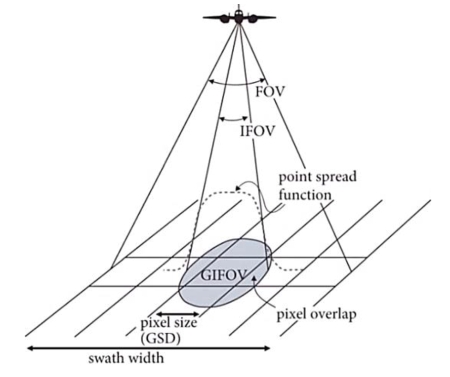 FOV
IFOV
point spread
function
GIFOV
pixel overlap
pixel size
(GSD)
swath width